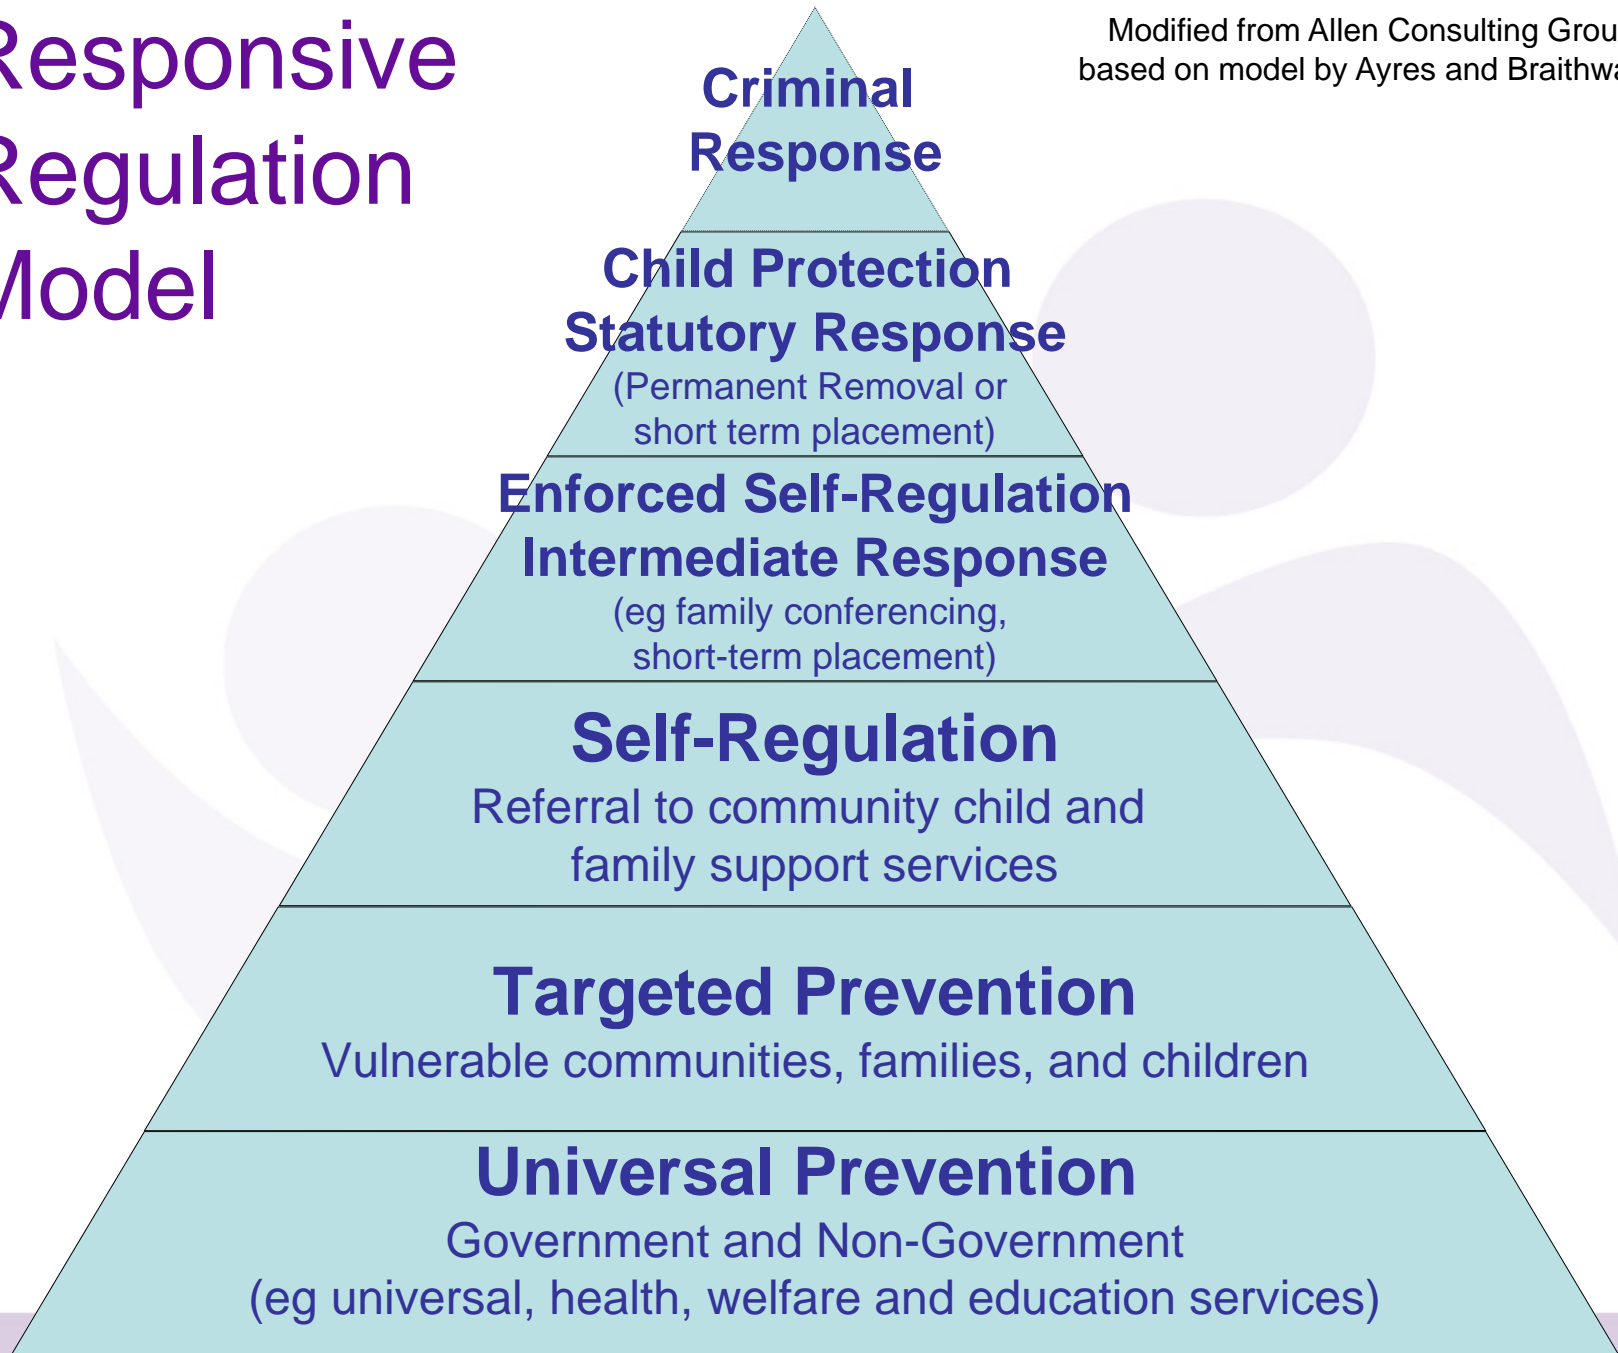 Responsive
Regulation
Model
Modified from Allen Consulting Grou
based on model by Ayres and Braithwa
Criminal
Response
Child Protection
Statutory Response
(Permanent Removal or
short term placement)
Enforced Self-Regulation
Intermediate Response
(eg family conferencing,
short-term placement)
Self-Regulation
Referral to community child and
family support services
Targeted Prevention
Vulnerable communities, families, and children
Universal Prevention
Government and Non-Government
(eg universal, health, welfare and education services)